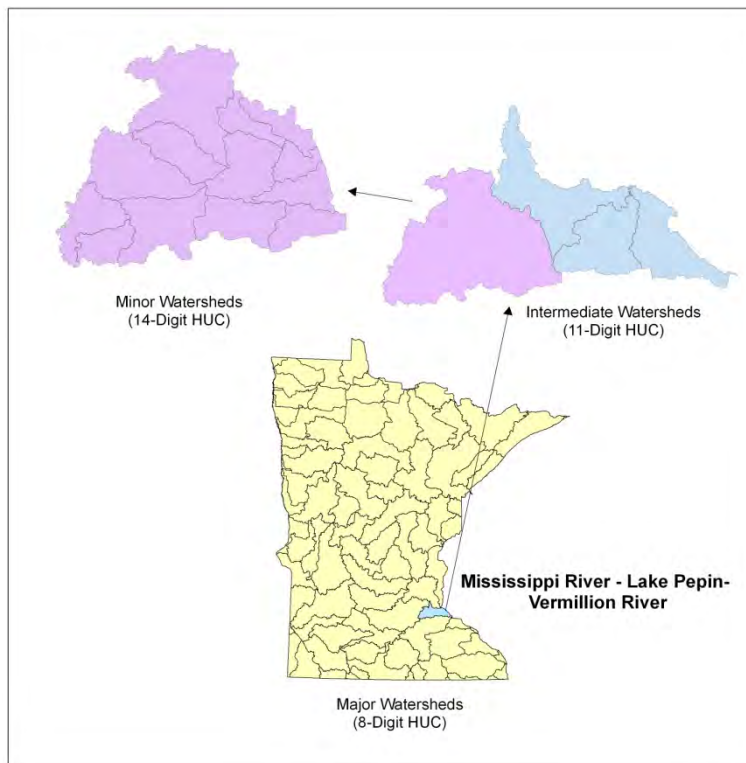 Minor Watersheds
(14-Digit HUC)
Intermediate Watersheds
(11-Digit HUC)
Mississippi River - Lake Pepin-
Vermillion River
Major Watersheds
(8-Digit HUC)